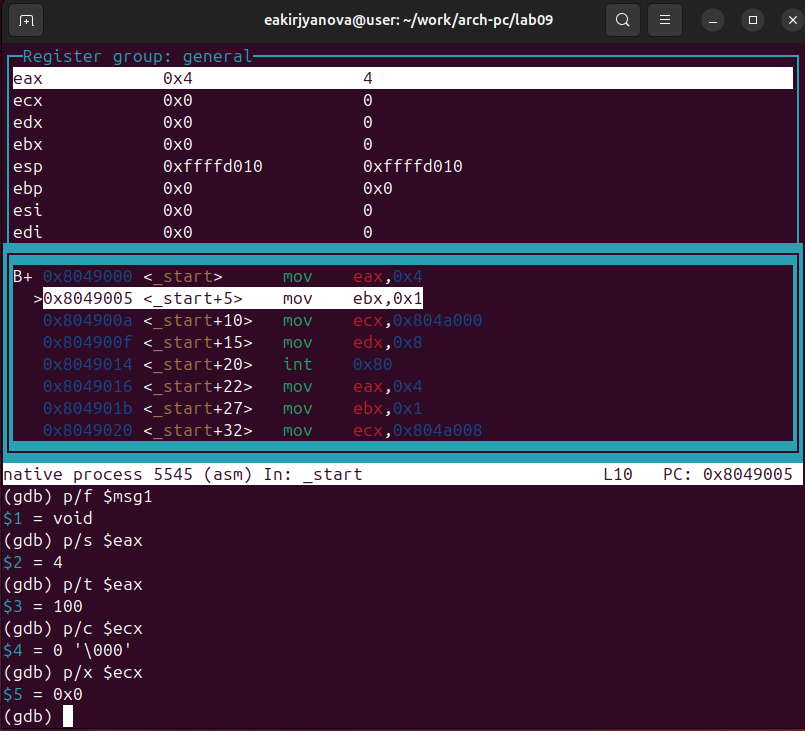 eakirjyanova@user: ~/work/arch-pc/lab09
Register group: general
eax 0x4 4
ecx 0x0 0
edx 0x0 0
ebx 0x0 0
esp 0xffffd010 0xffffd010
ebp 0x0 0x0
esi 0x0 0
edi 0x0 0
B+ 0x8049000 <_start> mov eax,0x4
>0x8049005 <_start+5> mov ebx,0x1
0x804900a <_start+10> mov ecx,0x804a000
0x804900f <_start+15> mov edx,0x8
0x8049014 <_start+20> int 0x80
0x8049016 <_start+22> mov eax,0x4
0x804901b <_start+27> mov ebx,0x1
0x8049020 <_start+32> mov ecx,0x804a008
native process 5545 (asm) In: _start L10 PC: 0x8049005
(gdb) p/f $msg1
$1 = void
(gdb) p/s $eax
$2 = 4
(gdb) p/t $eax
$3 = 100
(gdb) p/c $ecx
$4 = 0 '\000'
(gdb) p/x $ecx
$5 = 0x0
(gdb)